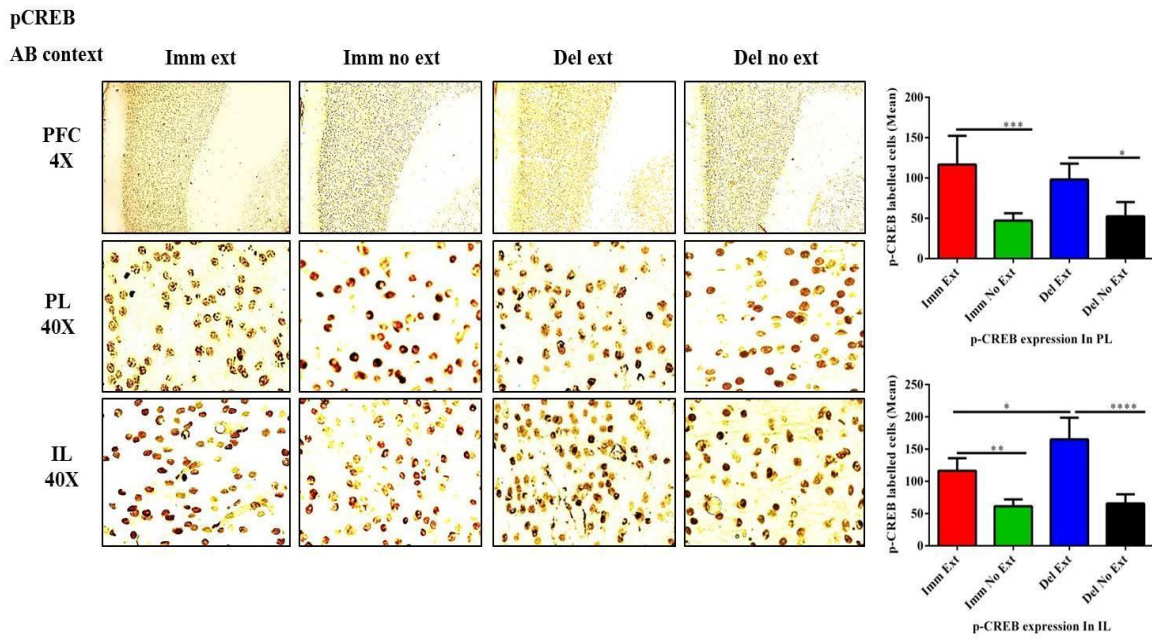 pCREB
AB context
Imm ext
Imm no ext
Del ext
Del no ext
PFC
4X
PL
40X
IL
40X
p-CREB labelled cells (Mean)
200
150
100
50
0
***
*
Imm Ext
Imm No Ext
Del Ext
Del No Ext
p-CREB expression In PL
p-CREB labelled cells (Mean)
250
200
150
100
50
0
*
****
**
Imm Ext
Imm No Ext
Del Ext
Del No Ext
p-CREB expression In IL